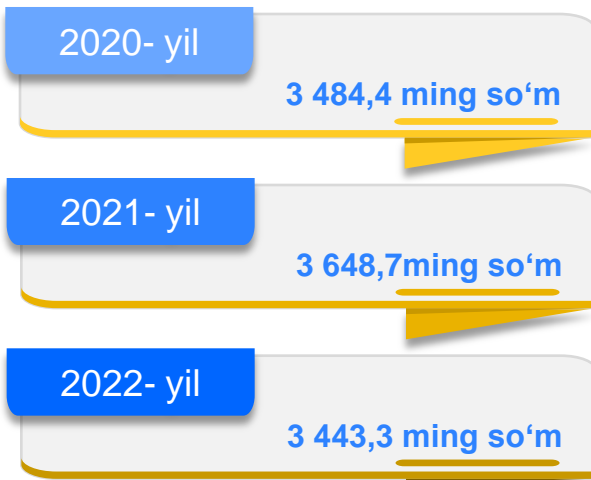 2020- yil
3 484,4 ming so‘m
2021- yil
3 648,7ming so‘m
2022- yil
3 443,3 ming so‘m